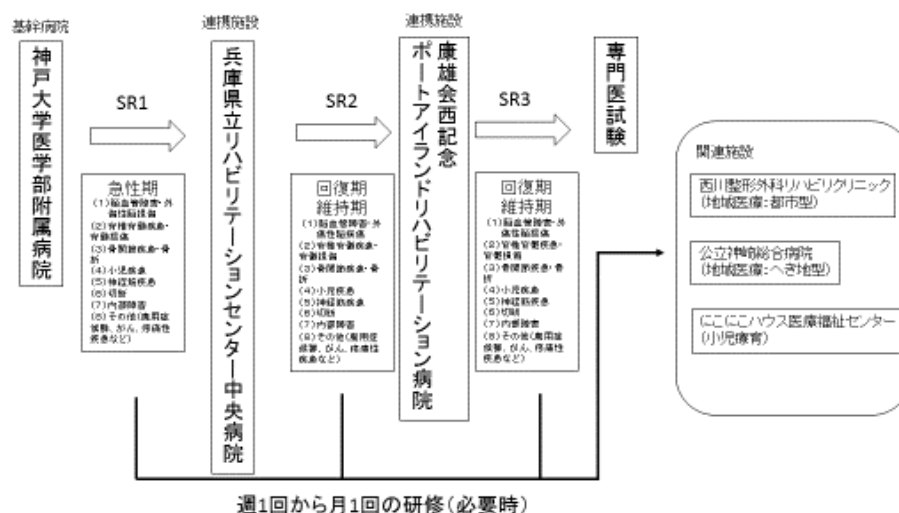 基幹病院
神戸大学医学部附属病院
SR1
急性期
(1)脳血管障害・外
傷性脳損傷
(2)脊椎脊髄疾患・
脊髄損傷
(3)骨関節疾患・骨
折
(4)小児疾患
(5)神経筋疾患
(6)切断
(7)内部障害
(8)その他(廃用症
候群、がん、疼痛性
疾患など)
連携施設
兵庫県立リハビリテーションセンター中央病院
SR2
回復期
維持期
(1)脳血管障害・外
傷性脳損傷
(2)脊椎脊髄疾患・
脊髄損傷
(3)骨関節疾患・骨
折
(4)小児疾患
(5)神経筋疾患
(6)切断
(7)内部障害
(8)その他(廃用症
候群、がん、疼痛性
疾患など)
連携施設
康雄会西記念
ポートアイランドリハビリテーション病院
SR3
回復期
維持期
(1)脳血管障害・外
傷性脳損傷
(2)脊椎脊髄疾患・
脊髄損傷
(3)骨関節疾患・骨
折
(4)小児疾患
(5)神経筋疾患
(6)切断
(7)内部障害
(8)その他(廃用症
候群、がん、疼痛性
疾患など)
専門医試験
関連施設
西川整形外科リハビリクリニック
(地域医療:都市型)
公立神崎総合病院
(地域医療:へき地型)
にこにこハウス医療福祉センター
(小児療育)
週1回から月1回の研修(必要時)